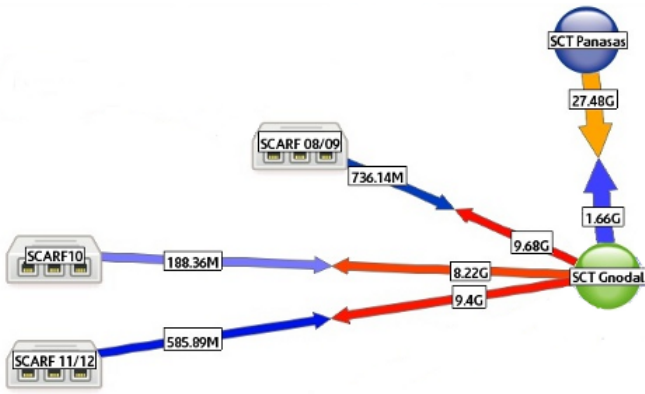 SCT Panasas
27.48G
SCARF 08/09
736.14M
1.66G
9.68G
SCARF10
188.36M
8.22G
SCT Gnodal
9.4G
585.89M
SCARF 11/12